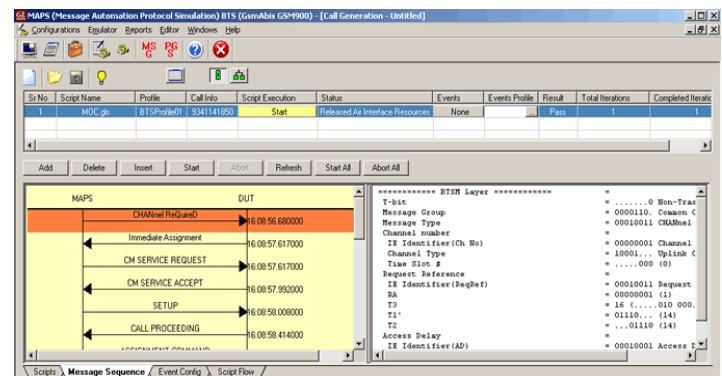 MAPS (Message Automation Protocol Simulation) BTS (GsmAbis GSM900) - [Call Generation - Untitled]
Configurations Emulator Reports Editor Windows Help
MS G PG S
Sr No Script Name Profile Call Info Script Execution Status Events Events Profile Result Total Iterations Completed Iteratio
1 MOC.gls BTSProfile01 9341141850 Start Released Air Interface Resources None ... Pass 1 1
Add Delete Insert Start Abort Refresh Start All Abort All
MAPS DUT
CHANnel ReQuireD
16:08:56.680000
Immediate Assignment
16:08:57.617000
CM SERVICE REQUEST
16:08:57.617000
CM SERVICE ACCEPT
16:08:57.992000
SETUP
16:08:58.008000
CALL PROCEEDING
16:08:58.414000
ASSIGNMENT COMMAND
============ BTSM Layer ============ =
T-bit = .......0 Non-Tran
Message Group = 0000110. Common C
Message Type = 00010011 CHANnel
Channel number =
IE Identifier(Ch No) = 00000001 Channel
Channel Type = 10001... Uplink C
Time Slot # = .....000 (0)
Request Reference =
IE Identifier(ReqRef) = 00010011 Request
RA = 00000001 (1)
T3 = 16 (.....010 000.
T1' = 01110... (14)
T2 = ...01110 (14)
Access Delay =
IE Identifier(AD) = 00010001 Access D
Scripts Message Sequence Event Config Script Flow